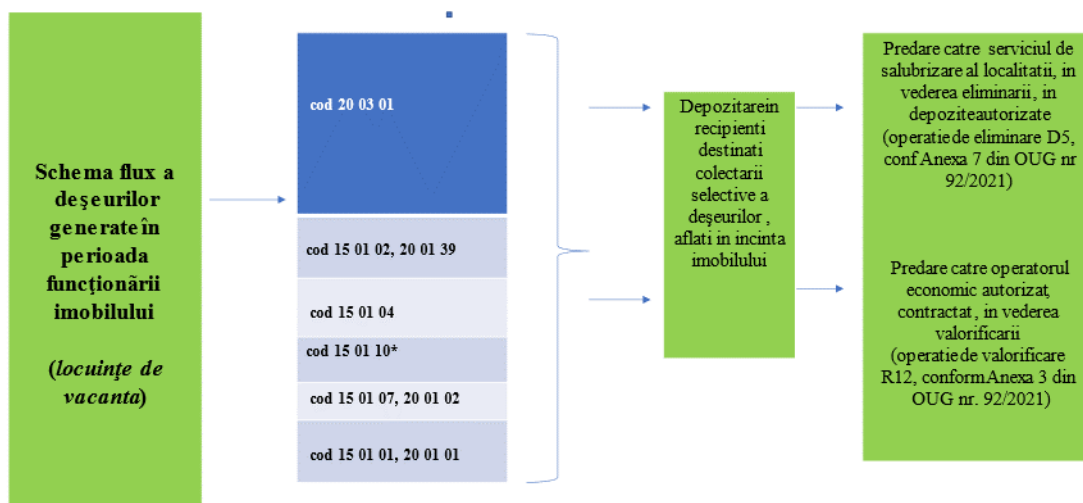 Schema flux a
deşeurilor
generate în
perioada
funcţionării
imobilului
(locuinţe de
vacanta)
cod 20 03 01
cod 15 01 02, 20 01 39
cod 15 01 04
cod 15 01 10*
cod 15 01 07, 20 01 02
cod 15 01 01, 20 01 01
Depozitarein
recipienti
destinati
colectarii
selective a
deşeurilor ,
aflati in incinta
imobilului
Predare catre serviciul de
salubrizare al localitatii, in
vederea eliminarii, in
depoziteautorizate
(operatiede eliminare D5,
conf Anexa 7 din OUG nr
92/2021)
Predare catre operatorul
economic autorizat,
contractat, in vederea
valorificarii
(operatiede valorificare
R12, conformAnexa 3 din
OUG nr. 92/2021)